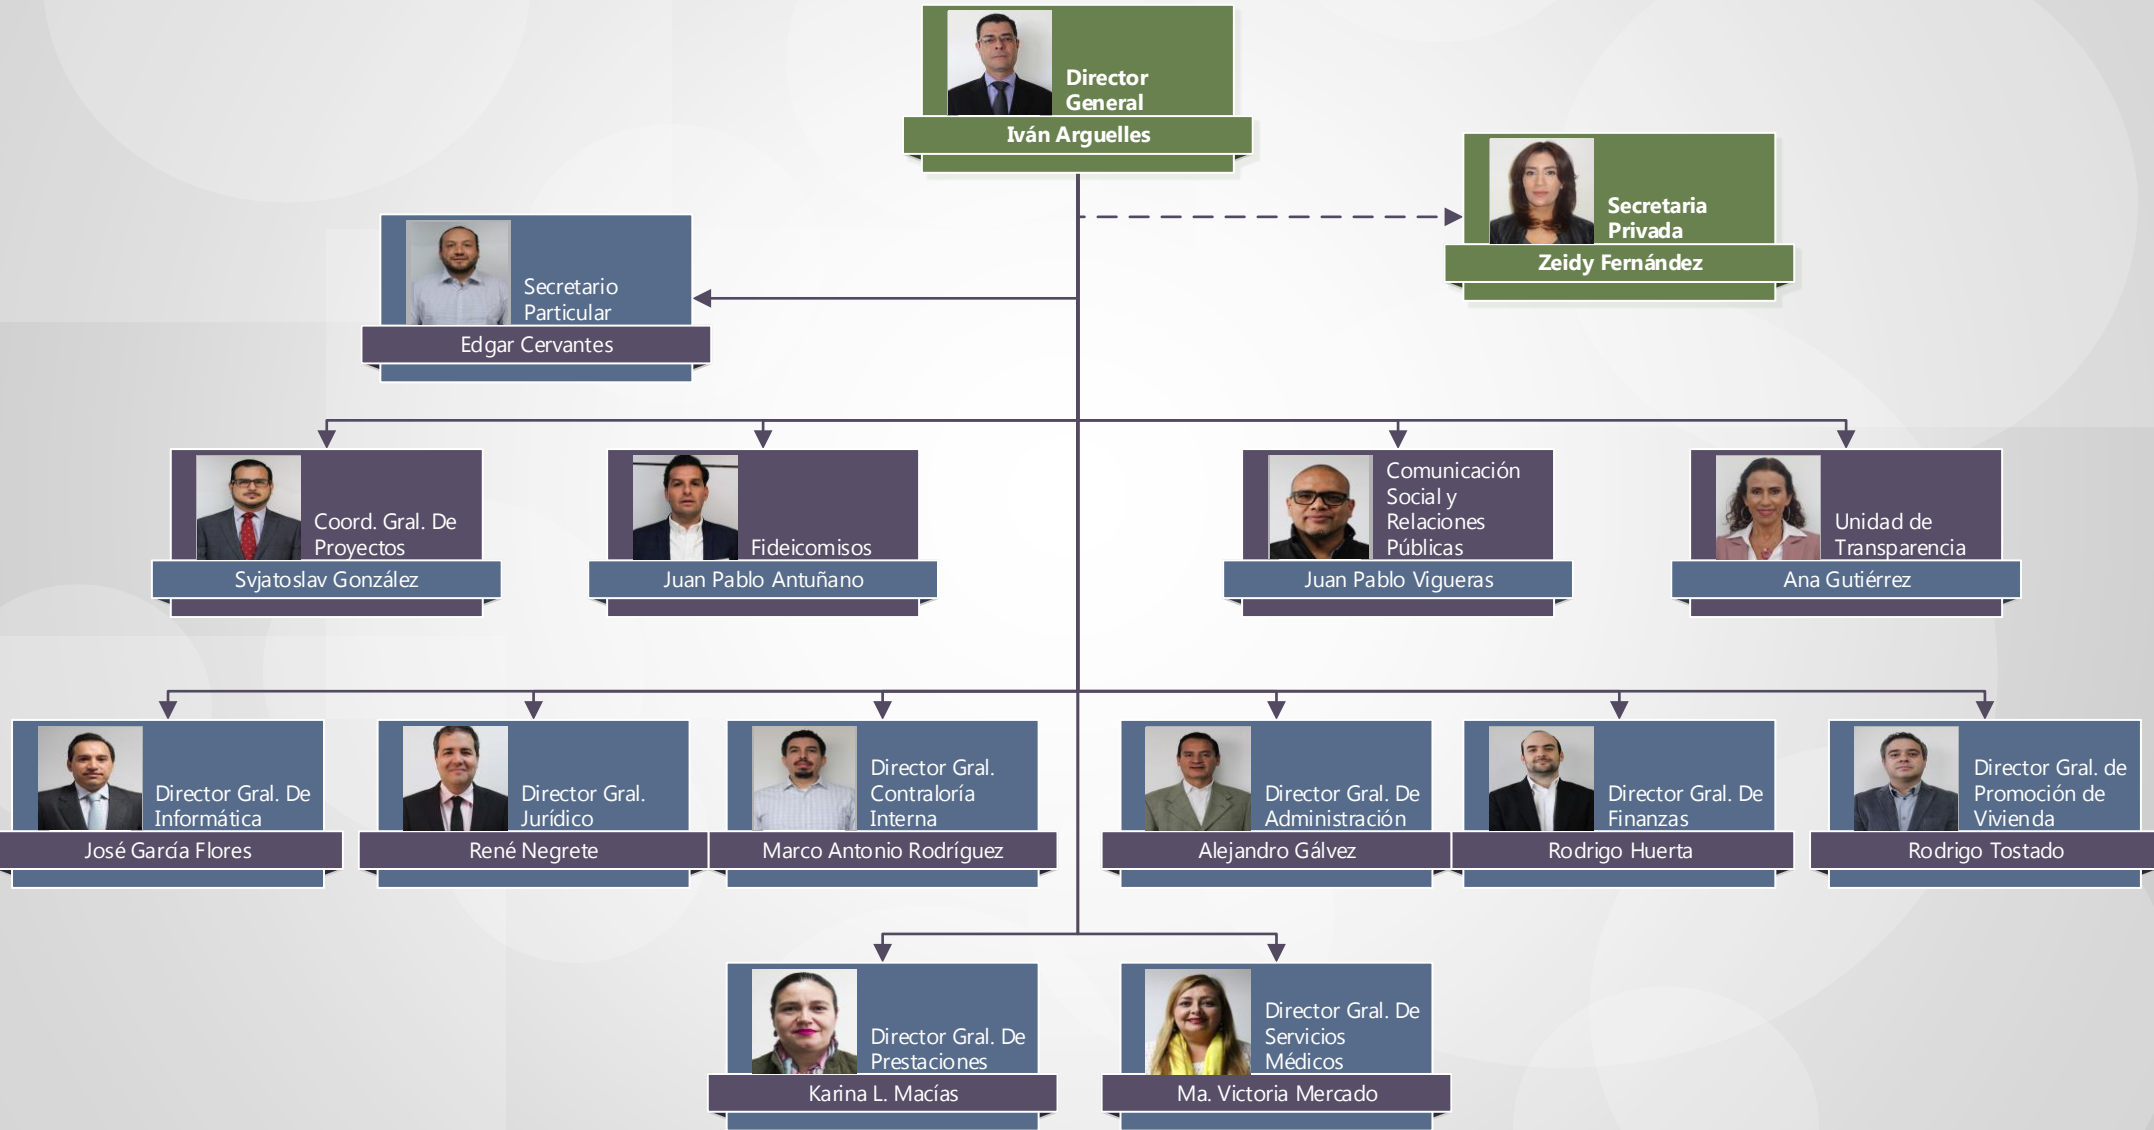 Director
General
Iván Arguelles
Secretaria
Privada
Zeidy Fernández
Secretario
Particular
Edgar Cervantes
Coord. Gral. De
Proyectos
Svjatoslav González
Fideicomisos
Juan Pablo Antuñano
Comunicación
Social y
Relaciones
Públicas
Juan Pablo Vigueras
Unidad de
Transparencia
Ana Gutiérrez
Director Gral. De
Informática
José García Flores
Director Gral.
Jurídico
René Negrete
Director Gral.
Contraloría
Interna
Marco Antonio Rodríguez
Director Gral. De
Administración
Alejandro Gálvez
Director Gral. De
Finanzas
Rodrigo Huerta
Director Gral. de
Promoción de
Vivienda
Rodrigo Tostado
Director Gral. De
Prestaciones
Karina L. Macías
Director Gral. De
Servicios
Médicos
Ma. Victoria Mercado